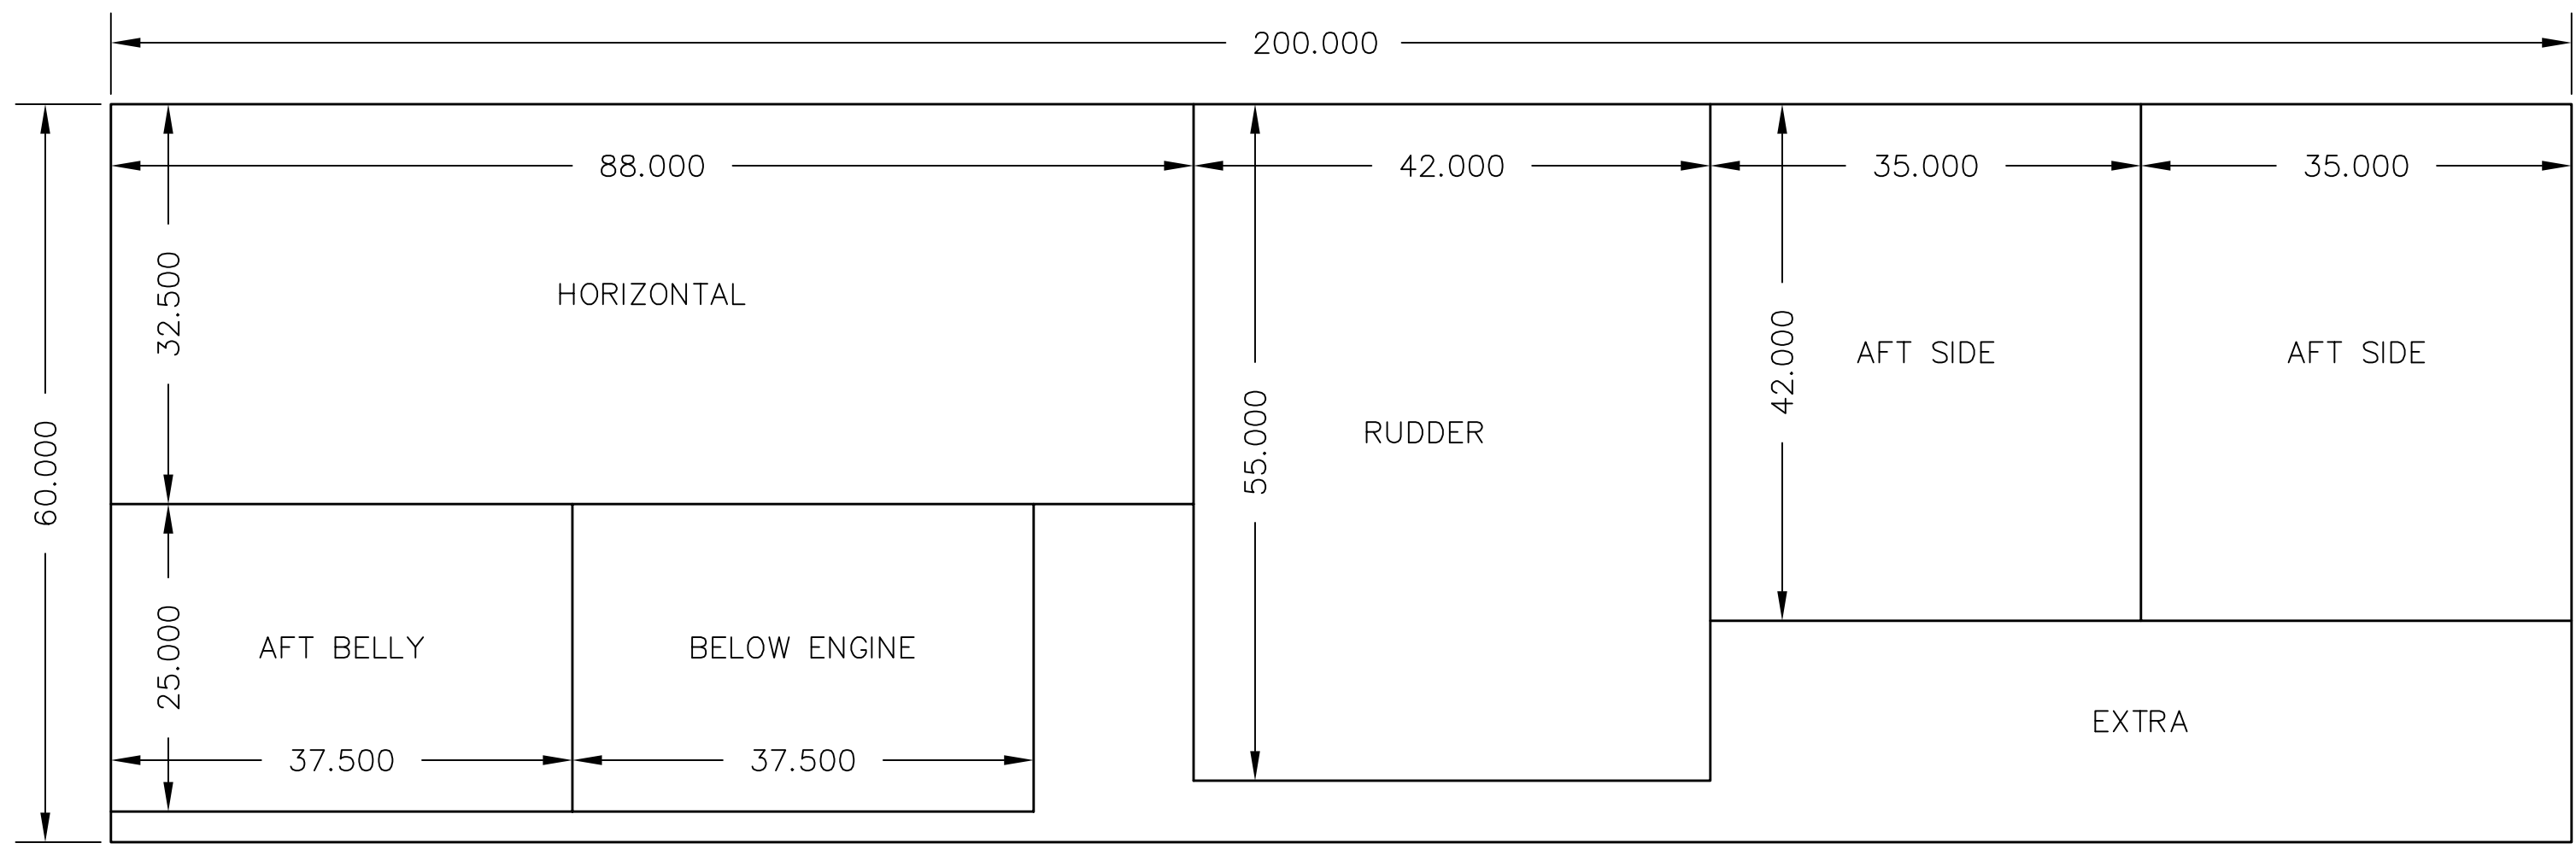 200.000
88.000
42.000
35.000
35.000
32.500
HORIZONTAL
42.000
AFT SIDE
AFT SIDE
60.000
55.000
RUDDER
25.000
AFT BELLY
BELOW ENGINE
EXTRA
37.500
37.500